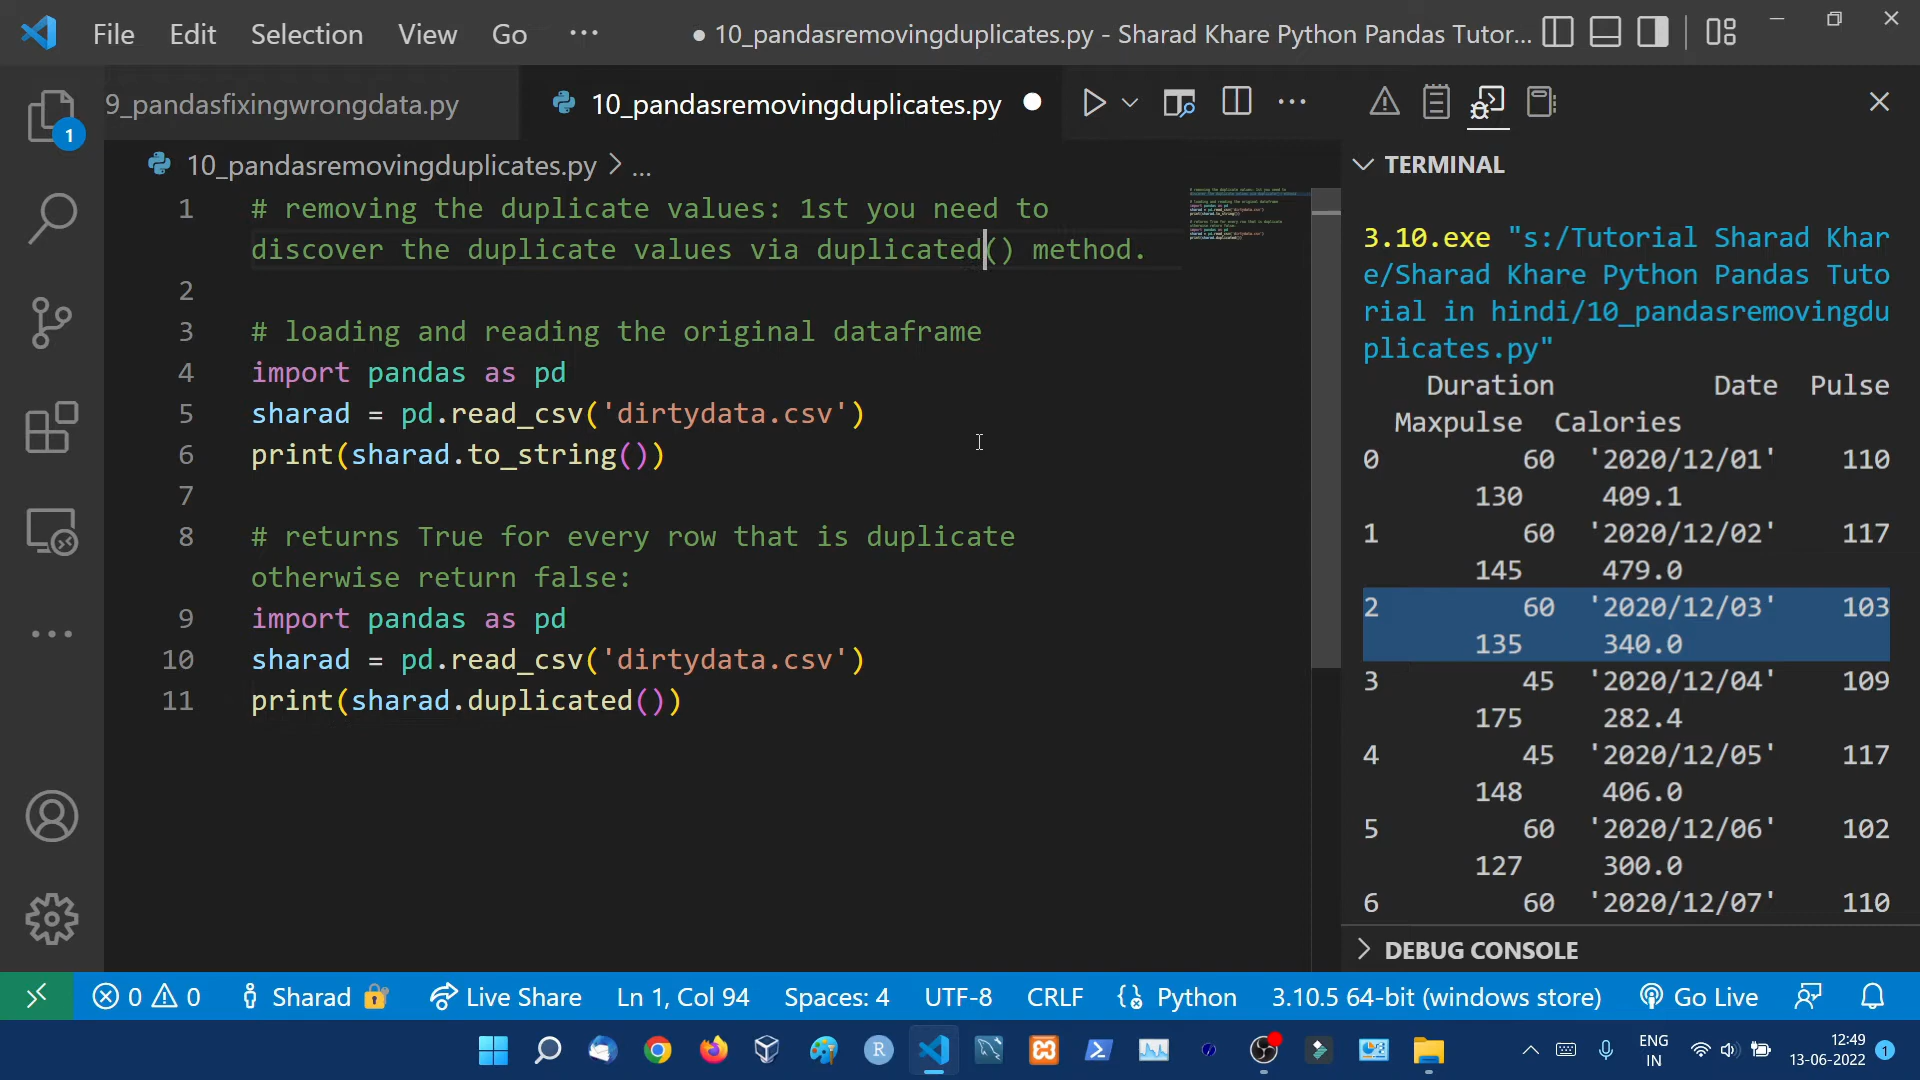 File Edit Selection View Go ···
● 10_pandasremovingduplicates.py - Sharad Khare Python Pandas Tutor...
9_pandasfixingwrongdata.py
10_pandasremovingduplicates.py
10_pandasremovingduplicates.py > ...
1
1 # removing the duplicate values: 1st you need to
discover the duplicate values via duplicated() method.
2
3 # loading and reading the original dataframe
4 import pandas as pd
5 sharad = pd.read_csv('dirtydata.csv')
6 print(sharad.to_string())
7
8 # returns True for every row that is duplicate
otherwise return false:
9 import pandas as pd
10 sharad = pd.read_csv('dirtydata.csv')
11 print(sharad.duplicated())
TERMINAL
3.10.exe "s:/Tutorial Sharad Khar
e/Sharad Khare Python Pandas Tuto
rial in hindi/10_pandasremovingdu
plicates.py"
Duration Date Pulse
Maxpulse Calories
0 60 '2020/12/01' 110
130 409.1
1 60 '2020/12/02' 117
145 479.0
2 60 '2020/12/03' 103
135 340.0
3 45 '2020/12/04' 109
175 282.4
4 45 '2020/12/05' 117
148 406.0
5 60 '2020/12/06' 102
127 300.0
6 60 '2020/12/07' 110
DEBUG CONSOLE
0 0 Sharad Live Share Ln 1, Col 94 Spaces: 4 UTF-8 CRLF Python 3.10.5 64-bit (windows store) Go Live
R
ENG
IN
12:49
13-06-2022
1